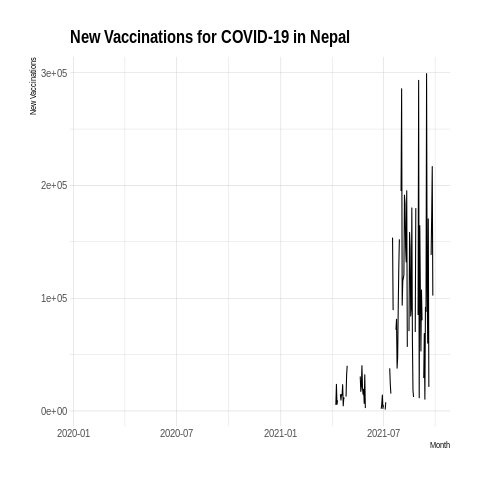 New Vaccinations for COVID-19 in Nepal
New Vaccinations
3e+05
2e+05
1e+05
0e+00
2020-01 2020-07 2021-01 2021-07
Month